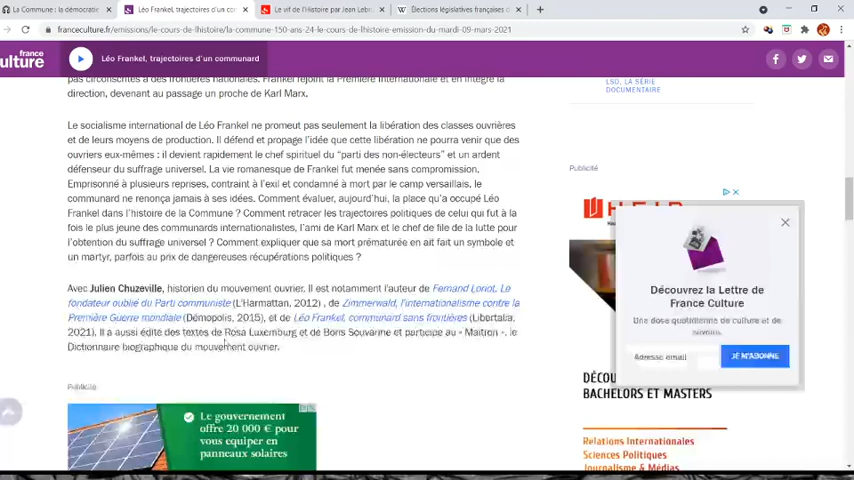 La Commune : la démocratie
Léo Frankel, trajectoires d'un com
Le vif de l'histoire par Jean Lebr
Élections législatives françaises d
franceculture.fr/emissions/le-cours-de-lhistoire/la-commune-150-ans-24-le-cours-de-lhistoire-emission-du-mardi-09-mars-2021
france
culture
Léo Frankel, trajectoires d'un communard
pas circonscrites à des frontières nationales. Frankel rejoint la Première Internationale et en intègre la
direction, devenant au passage un proche de Karl Marx.
LSD, LA SÉRIE
DOCUMENTAIRE
Le socialisme international de Léo Frankel ne promeut pas seulement la libération des classes ouvrières
et de leurs moyens de production. Il défend et propage l'idée que cette libération ne pourra venir que des
ouvriers eux-mêmes : il devient rapidement le chef spirituel du "parti des non-électeurs" et un ardent
défenseur du suffrage universel. La vie romanesque de Frankel fut menée sans compromission.
Emprisonné à plusieurs reprises, contraint à l'exil et condamné à mort par le camp versaillais, le
communard ne renonça jamais à ses idées. Comment évaluer, aujourd'hui, la place qu'a occupé Léo
Frankel dans l'histoire de la Commune ? Comment retracer les trajectoires politiques de celui qui fut à la
fois le plus jeune des communards internationalistes, l'ami de Karl Marx et le chef de file de la lutte pour
l'obtention du suffrage universel ? Comment expliquer que sa mort prématurée en ait fait un symbole et
un martyr, parfois au prix de dangereuses récupérations politiques ?
Avec Julien Chuzeville, historien du mouvement ouvrier. Il est notamment l'auteur de Fernand Loriot, Le
fondateur oublié du Parti communiste (L'Harmattan, 2012) , de Zimmerwald, l'internationalisme contre la
Première Guerre mondiale (Démopolis, 2015), et de Léo Frankel, communard sans frontières (Libertalia,
2021). Il a aussi édité des textes de Rosa Luxemburg et de Boris Souvarine et participe au « Maitron », le
Dictionnaire biographique du mouvement ouvrier.
Publicité
Le gouvernement
offre 20 000 € pour
vous equiper en
panneaux solaires
Publicité
Découvrez la Lettre de
France Culture
Une dose quotidienne de culture et de
savoirs.
Adresse email
JE M'ABONNE
DÉCOU
BACHELORS ET MASTERS
Relations Internationales
Sciences Politiques
Journalisme & Médias